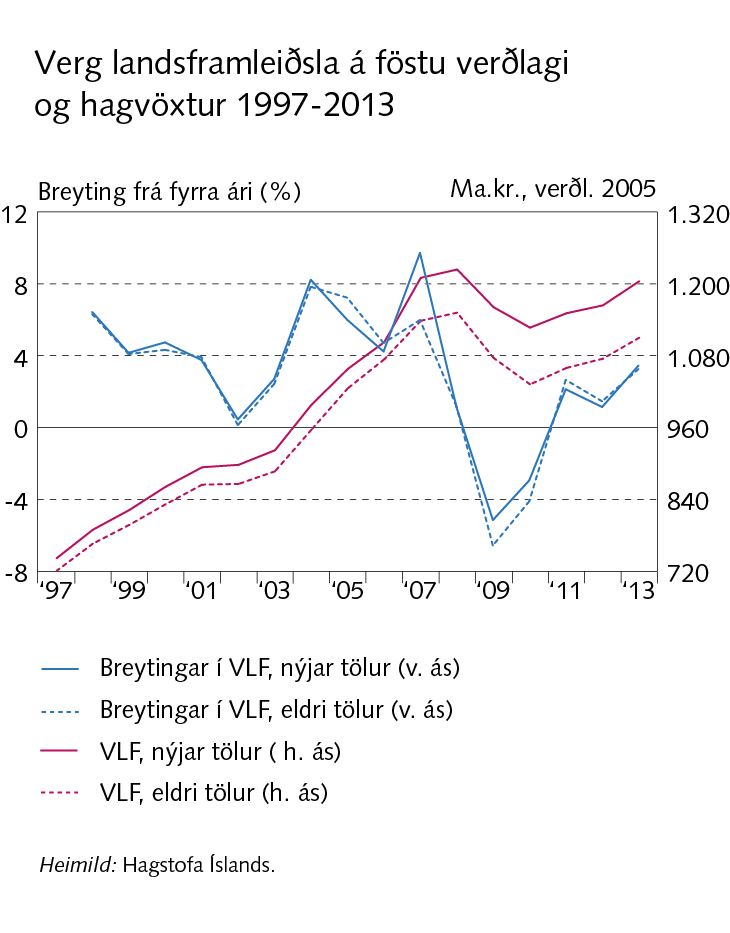 Verg landsframleiðsla á föstu verðlagi
og hagvöxtur 1997-2013
Breyting frá fyrra ári (%)
Ma.kr., verðl. 2005
12
1.320
8
1.200
4
1.080
0
960
-4
840
-8
720
‘97
‘99
‘01
‘03
‘05
‘07
‘09
‘11
‘13
Breytingar í VLF, nýjar tölur (v. ás)
Breytingar í VLF, eldri tölur (v. ás)
VLF, nýjar tölur ( h. ás)
VLF, eldri tölur (h. ás)
Heimild: Hagstofa Íslands.